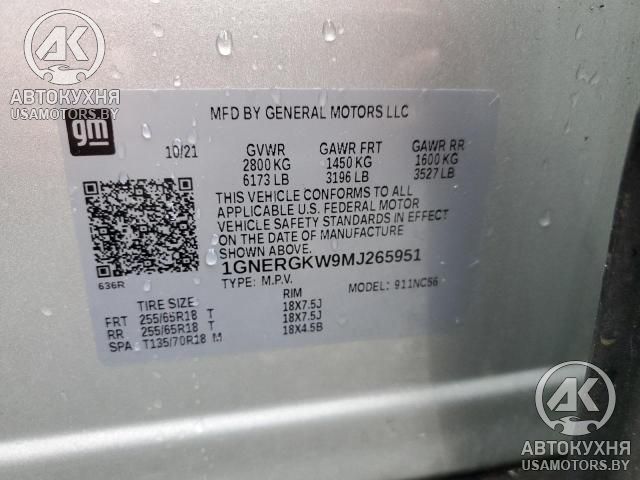 АК
АВТОКУХНЯ
USAMOTORS.BY
MFD BY GENERAL MOTORS LLC
gm
10/21 GVWR GAWR FRT GAWR RR
2800 KG 1450 KG 1600 KG
6173 LB 3196 LB 3527 LB
THIS VEHICLE CONFORMS TO ALL
APPLICABLE U.S. FEDERAL MOTOR
VEHICLE SAFETY STANDARDS IN EFFECT
ON THE DATE OF MANUFACTURE
SHOWN ABOVE.
1GNERGKW9MJ265951
636R TYPE: M.P.V. MODEL: 911NC56
TIRE SIZE RIM
FRT 255/65R18 T 18X7.5J
RR 255/65R18 T 18X7.5J
SPA: T135/70R18 M 18X4.5B
АК
АВТОКУХНЯ
USAMOTORS.BY